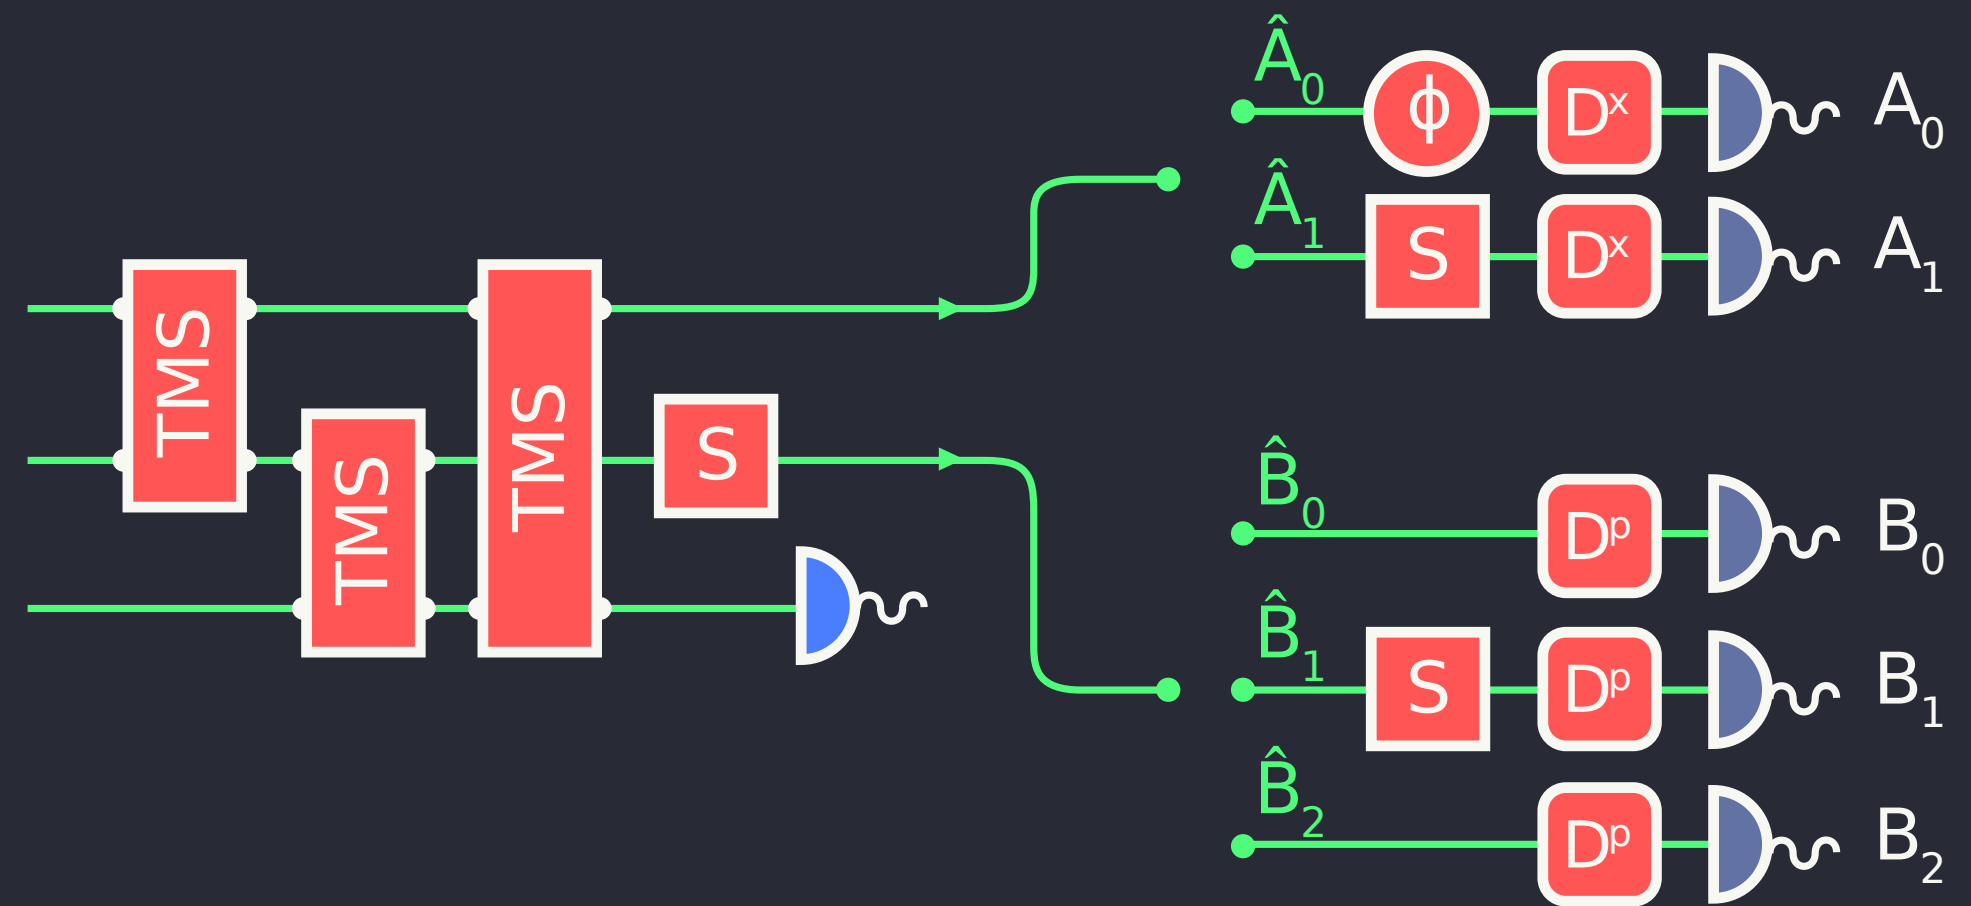 Â₀
ϕ
Dˣ
A₀
Â₁
S
Dˣ
A₁
TMS
TMS
TMS
S
B̂₀
Dᵖ
B₀
B̂₁
S
Dᵖ
B₁
B̂₂
Dᵖ
B₂